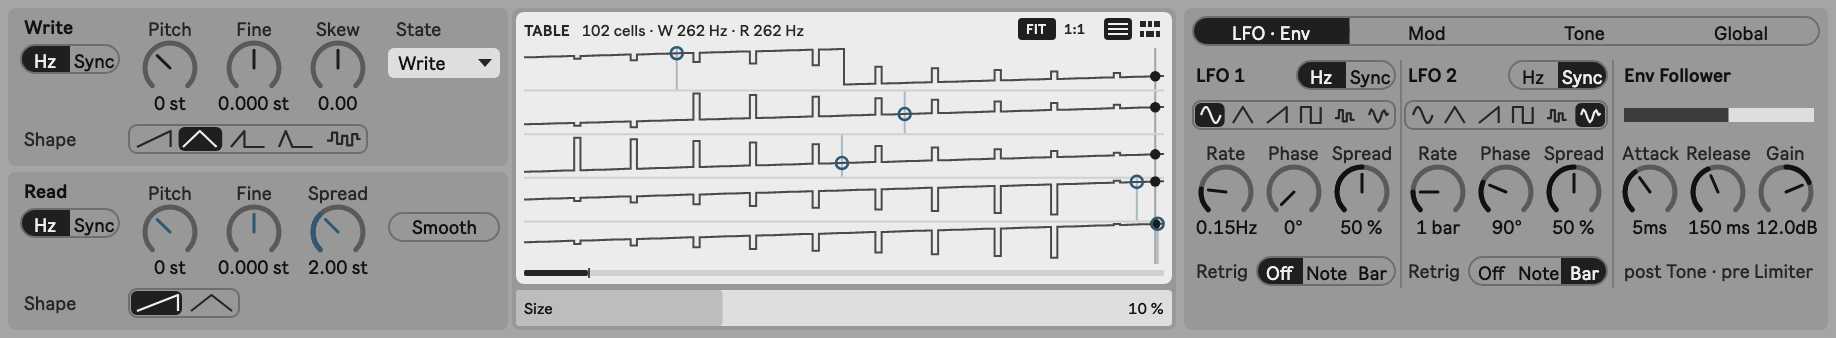 Write
Pitch Fine Skew State
Hz Sync
Write
0 st 0.000 st 0.00
Shape
Read
Pitch Fine Spread
Hz Sync
Smooth
0 st 0.000 st 2.00 st
Shape
TABLE 102 cells · W 262 Hz · R 262 Hz FIT 1:1
Size 10 %
LFO · Env Mod Tone Global
LFO 1 Hz Sync LFO 2 Hz Sync Env Follower
Rate Phase Spread Rate Phase Spread Attack Release Gain
0.15Hz 0° 50 % 1 bar 90° 50 % 5ms 150 ms 12.0dB
Retrig Off Note Bar Retrig Off Note Bar post Tone · pre Limiter